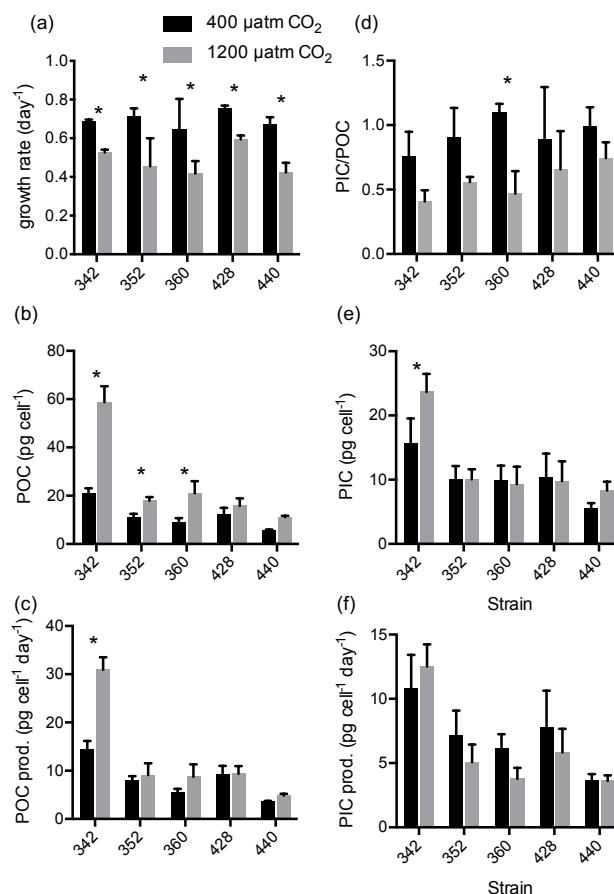 400 µatm CO2
1200 µatm CO2
(a)
growth rate (day-1)
1.0
0.8
0.6
0.4
0.2
0.0
* * * * *
342 352 360 428 440
(b)
POC (pg cell-1)
80
60
40
20
0
* * *
342 352 360 428 440
(c)
POC prod. (pg cell-1 day-1)
40
30
20
10
0
*
342 352 360 428 440
(d)
PIC/POC
1.5
1.0
0.5
0.0
*
342 352 360 428 440
(e)
PIC (pg cell-1)
30
20
10
0
*
342 352 360 428 440
Strain
(f)
PIC prod. (pg cell-1 day-1)
15
10
5
0
342 352 360 428 440
Strain